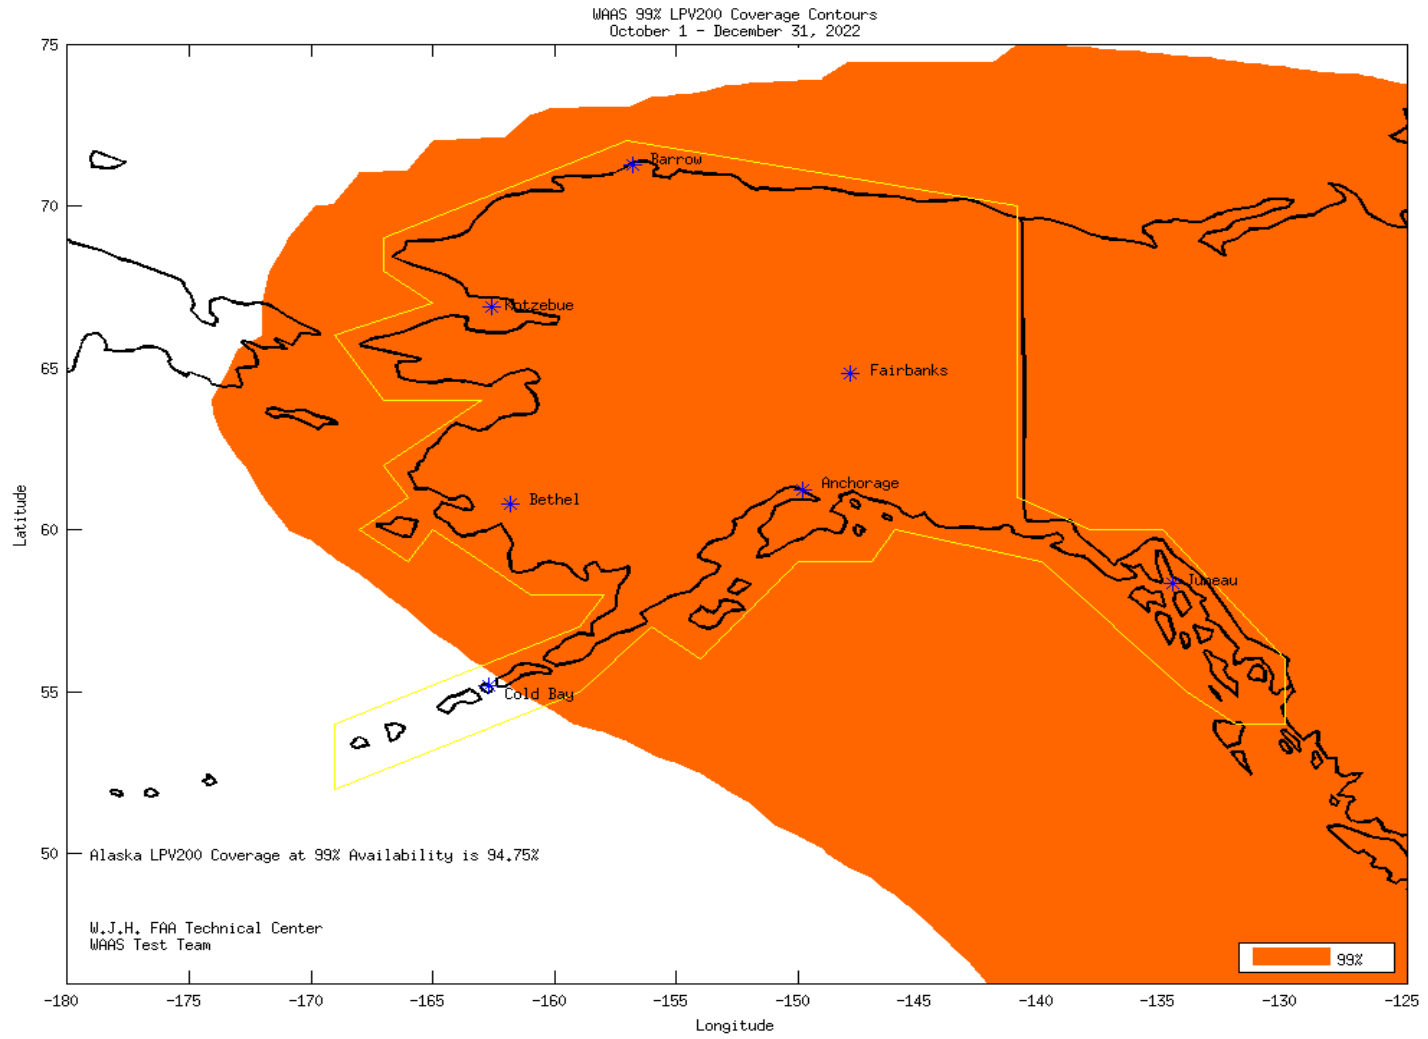 WAAS 99% LPV200 Coverage Contours
October 1 - December 31, 2022
75
70
65
60
55
50
Latitude
Barrow
Kotzebue
Fairbanks
Anchorage
Bethel
Juneau
Cold Bay
Alaska LPV200 Coverage at 99% Availability is 94.75%
W.J.H. FAA Technical Center
WAAS Test Team
99%
-180 -175 -170 -165 -160 -155 -150 -145 -140 -135 -130 -125
Longitude